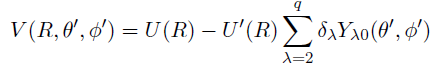 V(R, θ′, ϕ′) = U(R) − U′(R) ∑_{λ=2}^{q} δ_λ Y_{λ0}(θ′, ϕ′)